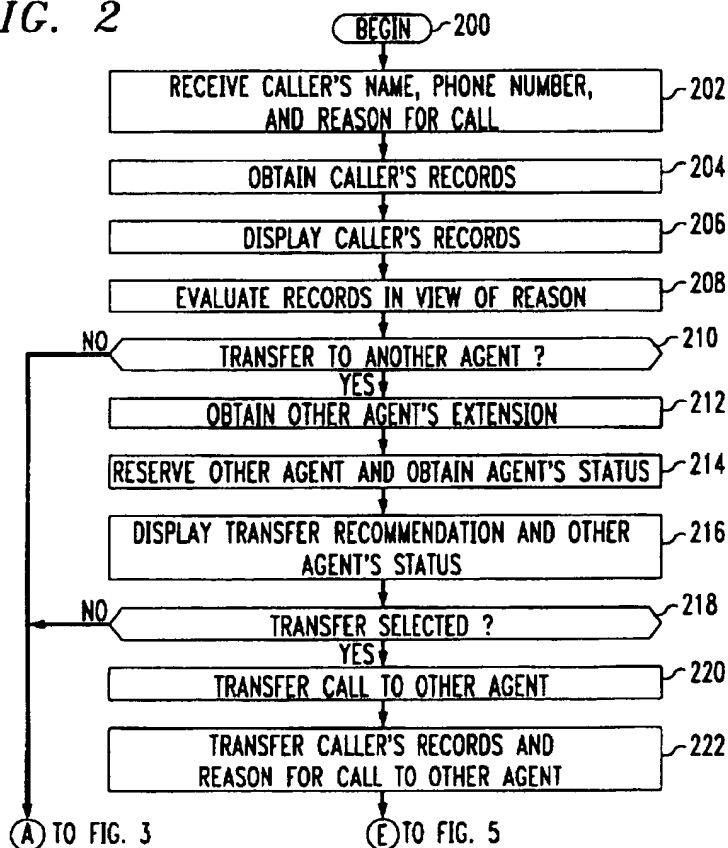 IG. 2
BEGIN 200
RECEIVE CALLER'S NAME, PHONE NUMBER,
AND REASON FOR CALL
202
OBTAIN CALLER'S RECORDS
204
DISPLAY CALLER'S RECORDS
206
EVALUATE RECORDS IN VIEW OF REASON
208
NO
TRANSFER TO ANOTHER AGENT ?
210
YES
OBTAIN OTHER AGENT'S EXTENSION
212
RESERVE OTHER AGENT AND OBTAIN AGENT'S STATUS
214
DISPLAY TRANSFER RECOMMENDATION AND OTHER
AGENT'S STATUS
216
NO
TRANSFER SELECTED ?
218
YES
TRANSFER CALL TO OTHER AGENT
220
TRANSFER CALLER'S RECORDS AND
REASON FOR CALL TO OTHER AGENT
222
A TO FIG. 3
E TO FIG. 5